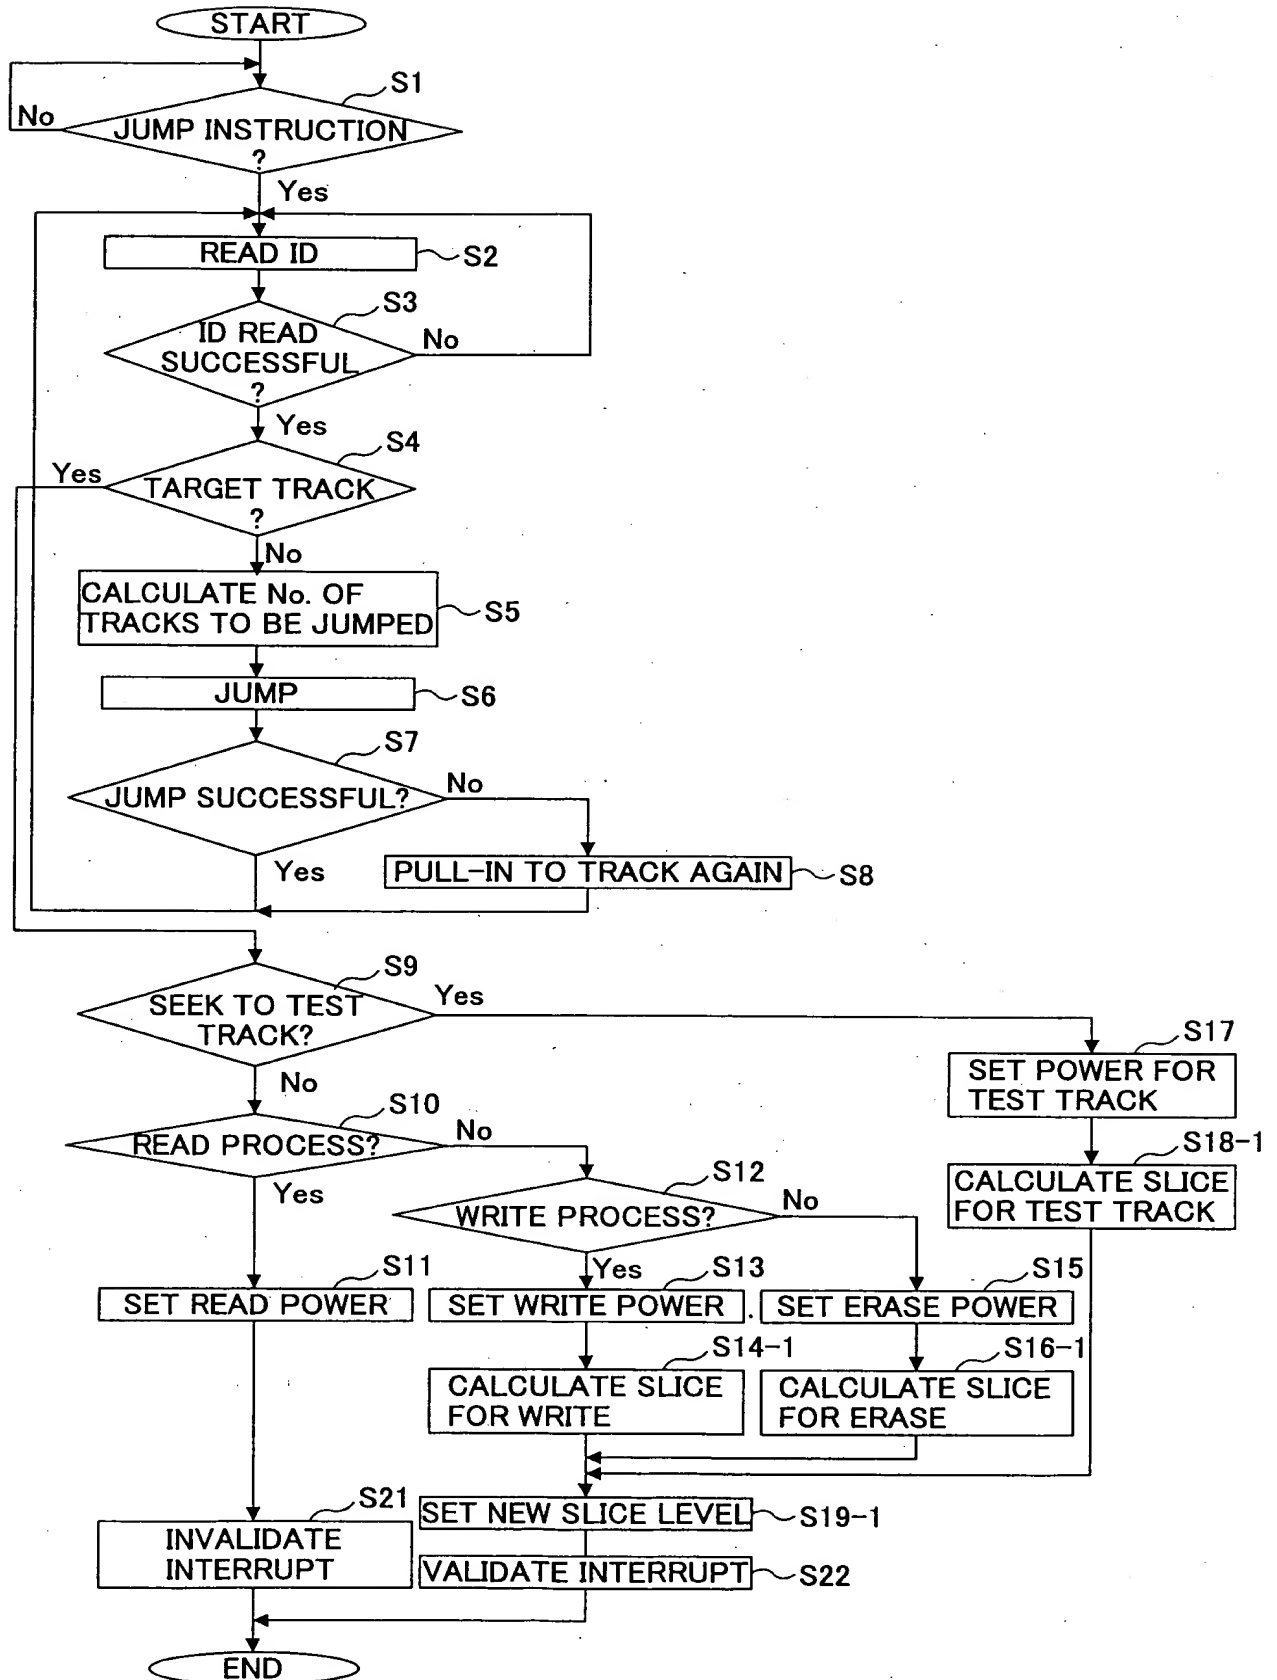 START
S1
No
JUMP INSTRUCTION
?
Yes
READ ID
S2
S3
ID READ
SUCCESSFUL
?
No
Yes
S4
Yes
TARGET TRACK
?
No
CALCULATE No. OF
TRACKS TO BE JUMPED
S5
JUMP
S6
S7
JUMP SUCCESSFUL?
No
Yes
PULL-IN TO TRACK AGAIN
S8
S9
SEEK TO TEST
TRACK?
Yes
No
S17
SET POWER FOR
TEST TRACK
S10
READ PROCESS?
No
Yes
S18-1
CALCULATE SLICE
FOR TEST TRACK
S12
WRITE PROCESS?
No
Yes
S11
SET READ POWER
S13
SET WRITE POWER
S15
SET ERASE POWER
S14-1
CALCULATE SLICE
FOR WRITE
S16-1
CALCULATE SLICE
FOR ERASE
S21
INVALIDATE
INTERRUPT
SET NEW SLICE LEVEL
S19-1
VALIDATE INTERRUPT
S22
END